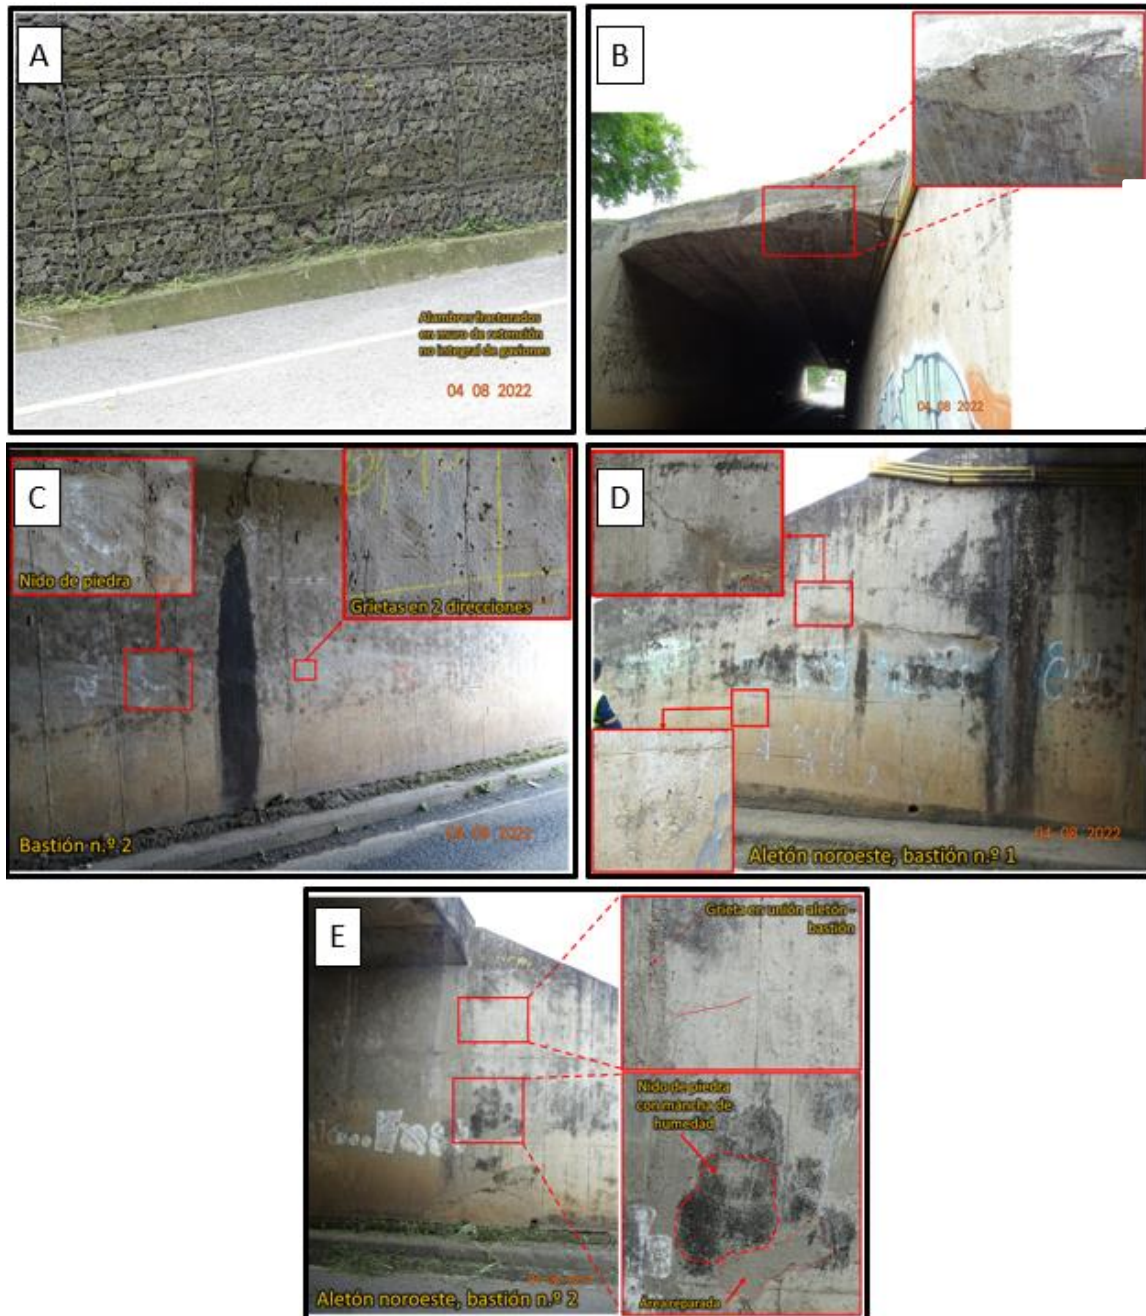 A
Alambres fracturados
en muro de retención
no integral de gaviones
04 08 2022
B
04 08 2022
C
Nido de piedra
Grietas en 2 direcciones
Bastión n.º 2
04 08 2022
D
04 08 2022
Aletón noroeste, bastión n.º 1
E
Grieta en unión aletón -
bastión
Nido de piedra
con mancha de
humedad
Área reparada
Aletón noroeste, bastión n.º 2